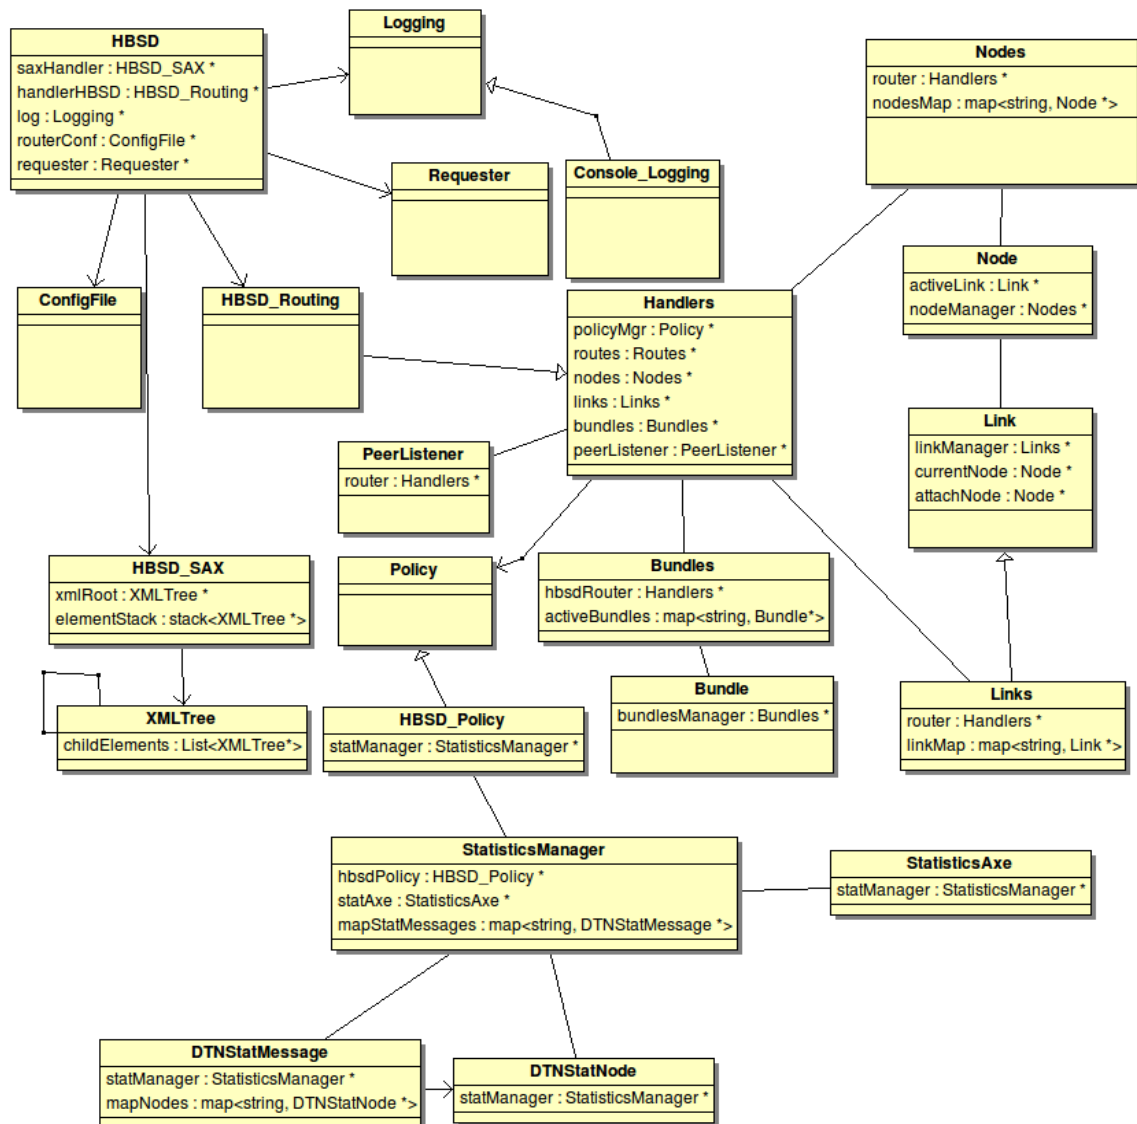 Logging
HBSD
saxHandler : HBSD_SAX *
handlerHBSD : HBSD_Routing *
log : Logging *
routerConf : ConfigFile *
requester : Requester *
Nodes
router : Handlers *
nodesMap : map<string, Node *>
Requester
Console_Logging
Node
activeLink : Link *
nodeManager : Nodes *
ConfigFile
HBSD_Routing
Handlers
policyMgr : Policy *
routes : Routes *
nodes : Nodes *
links : Links *
bundles : Bundles *
peerListener : PeerListener *
Link
linkManager : Links *
currentNode : Node *
attachNode : Node *
PeerListener
router : Handlers *
HBSD_SAX
xmlRoot : XMLTree *
elementStack : stack<XMLTree *>
Policy
Bundles
hbsdRouter : Handlers *
activeBundles : map<string, Bundle*>
Bundle
bundlesManager : Bundles *
Links
router : Handlers *
linkMap : map<string, Link *>
XMLTree
childElements : List<XMLTree*>
HBSD_Policy
statManager : StatisticsManager *
StatisticsManager
hbsdPolicy : HBSD_Policy *
statAxe : StatisticsAxe *
mapStatMessages : map<string, DTNStatMessage *>
StatisticsAxe
statManager : StatisticsManager *
DTNStatMessage
statManager : StatisticsManager *
mapNodes : map<string, DTNStatNode *>
DTNStatNode
statManager : StatisticsManager *